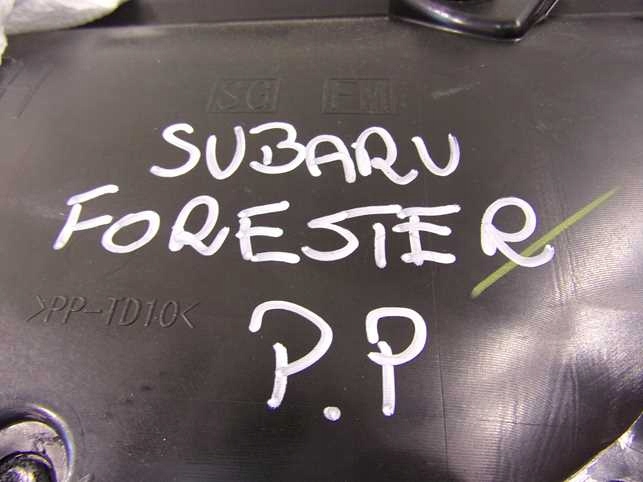 SG FM
SUBARU
FORESTER
>PP-TD10<
P.P